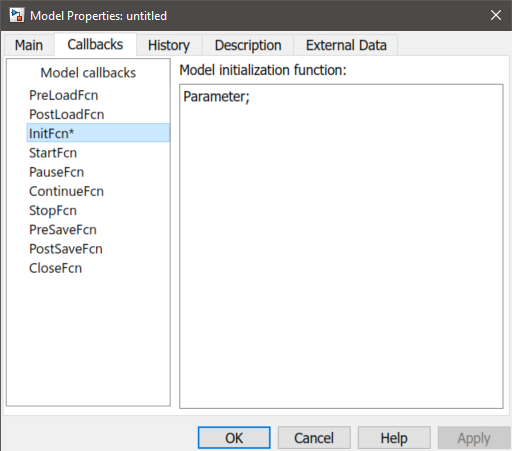 Model Properties: untitled
Main Callbacks History Description External Data
Model callbacks
PreLoadFcn
PostLoadFcn
InitFcn*
StartFcn
PauseFcn
ContinueFcn
StopFcn
PreSaveFcn
PostSaveFcn
CloseFcn
Model initialization function:
Parameter;
OK Cancel Help Apply